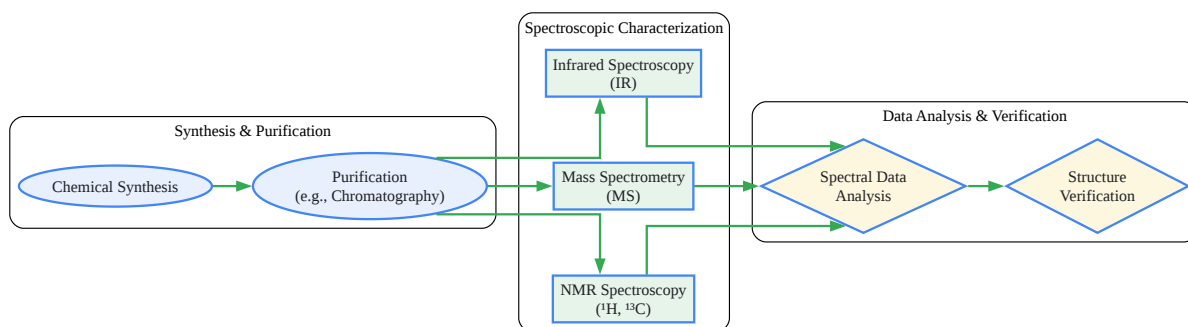 Synthesis & Purification
Chemical Synthesis
Purification
(e.g., Chromatography)
Spectroscopic Characterization
Infrared Spectroscopy
(IR)
Mass Spectrometry
(MS)
NMR Spectroscopy
(¹H, ¹³C)
Data Analysis & Verification
Spectral Data
Analysis
Structure
Verification